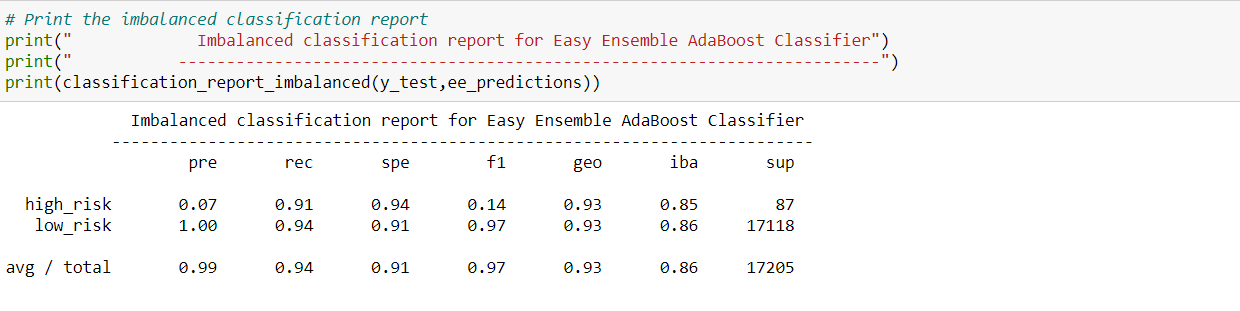 # Print the imbalanced classification report
print("             Imbalanced classification report for Easy Ensemble AdaBoost Classifier")
print("           -------------------------------------------------------------------------")
print(classification_report_imbalanced(y_test,ee_predictions))
Imbalanced classification report for Easy Ensemble AdaBoost Classifier
-------------------------------------------------------------------------
pre rec spe f1 geo iba sup
high_risk 0.07 0.91 0.94 0.14 0.93 0.85 87
low_risk 1.00 0.94 0.91 0.97 0.93 0.86 17118
avg / total 0.99 0.94 0.91 0.97 0.93 0.86 17205